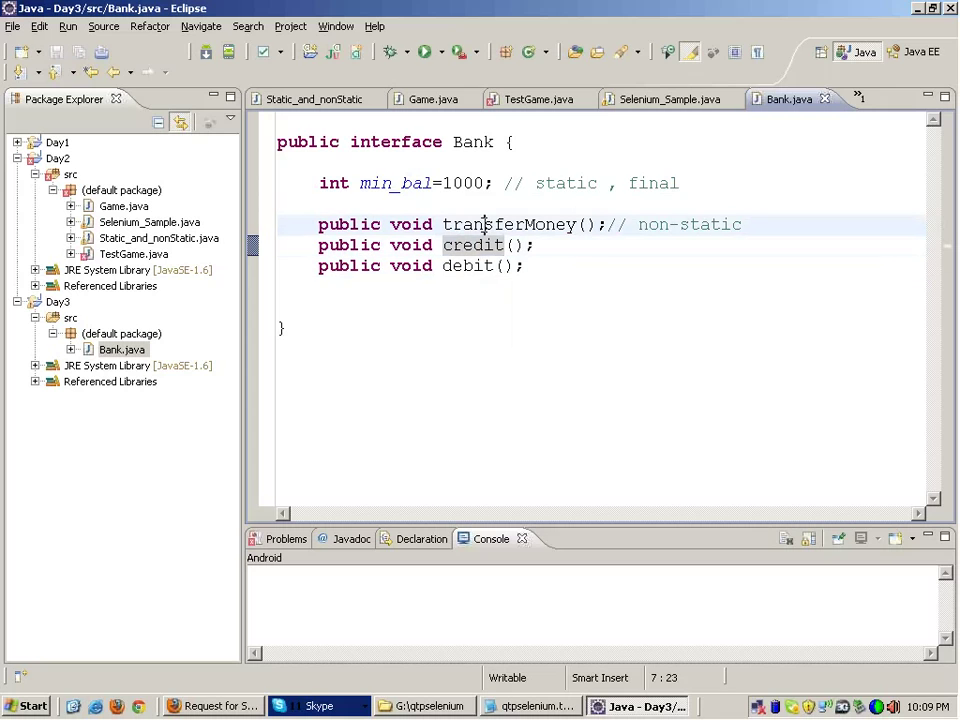 Java - Day3/src/Bank.java - Eclipse
File Edit Run Source Refactor Navigate Search Project Window Help
Java Java EE
Package Explorer
Day1
Day2
src
(default package)
Game.java
Selenium_Sample.java
Static_and_nonStatic.java
TestGame.java
JRE System Library [JavaSE-1.6]
Referenced Libraries
Day3
src
(default package)
Bank.java
JRE System Library [JavaSE-1.6]
Referenced Libraries
Static_and_nonStatic Game.java TestGame.java Selenium_Sample.java Bank.java »1
public interface Bank {
int min_bal=1000; // static , final
public void transferMoney();// non-static
public void credit();
public void debit();
}
Problems @ Javadoc Declaration Console
Android
Writable Smart Insert 7 : 23
Start Request for S... Skype G:\qtpselenium qtpselenium.t... Java - Day3/... 10:09 PM